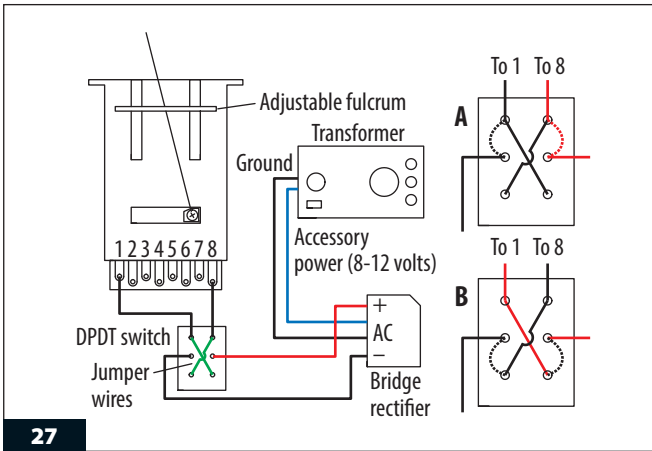 To 1 To 8
A
Adjustable fulcrum
Transformer
Ground
Accessory
power (8-12 volts)
1 2 3 4 5 6 7 8
To 1 To 8
B
DPDT switch
Jumper
wires
+
AC
−
Bridge
rectifier
27